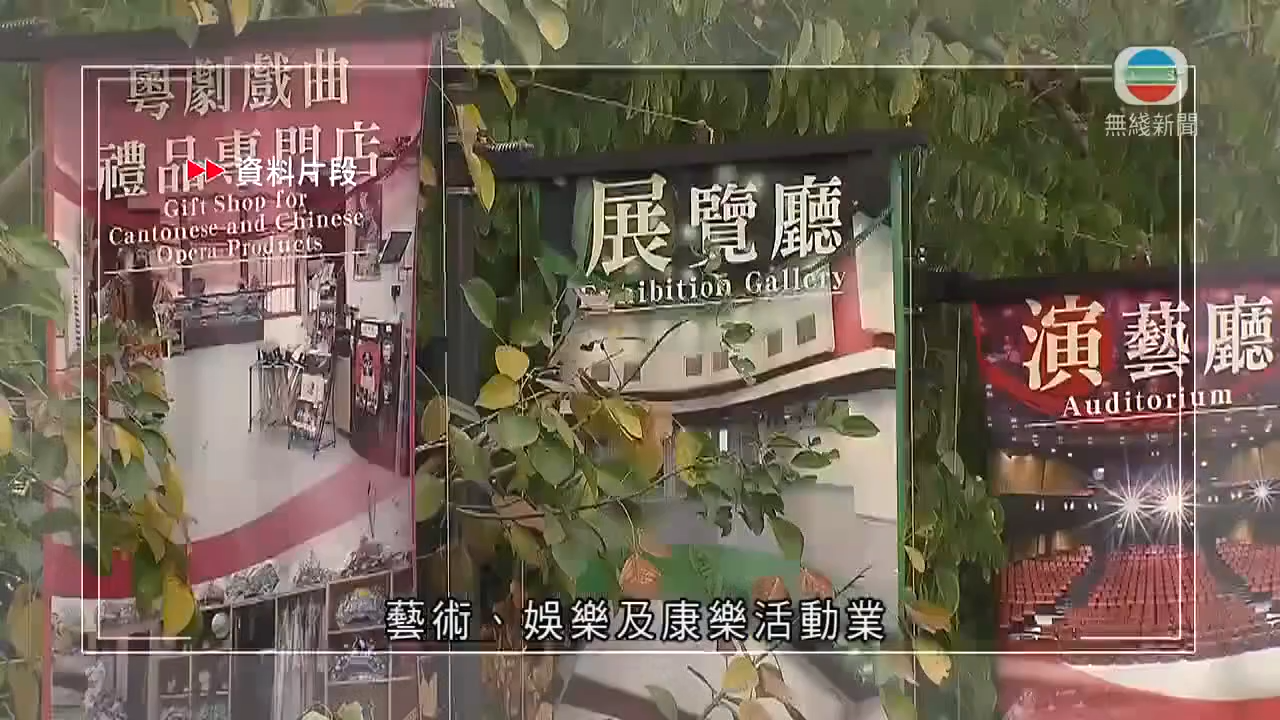 粵劇戲曲
禮品專門店
資料片段
Gift Shop for
Cantonese and Chinese
Opera Products
展覽廳
Exhibition Gallery
演藝廳
Auditorium
無綫新聞
藝術、娛樂及康樂活動業